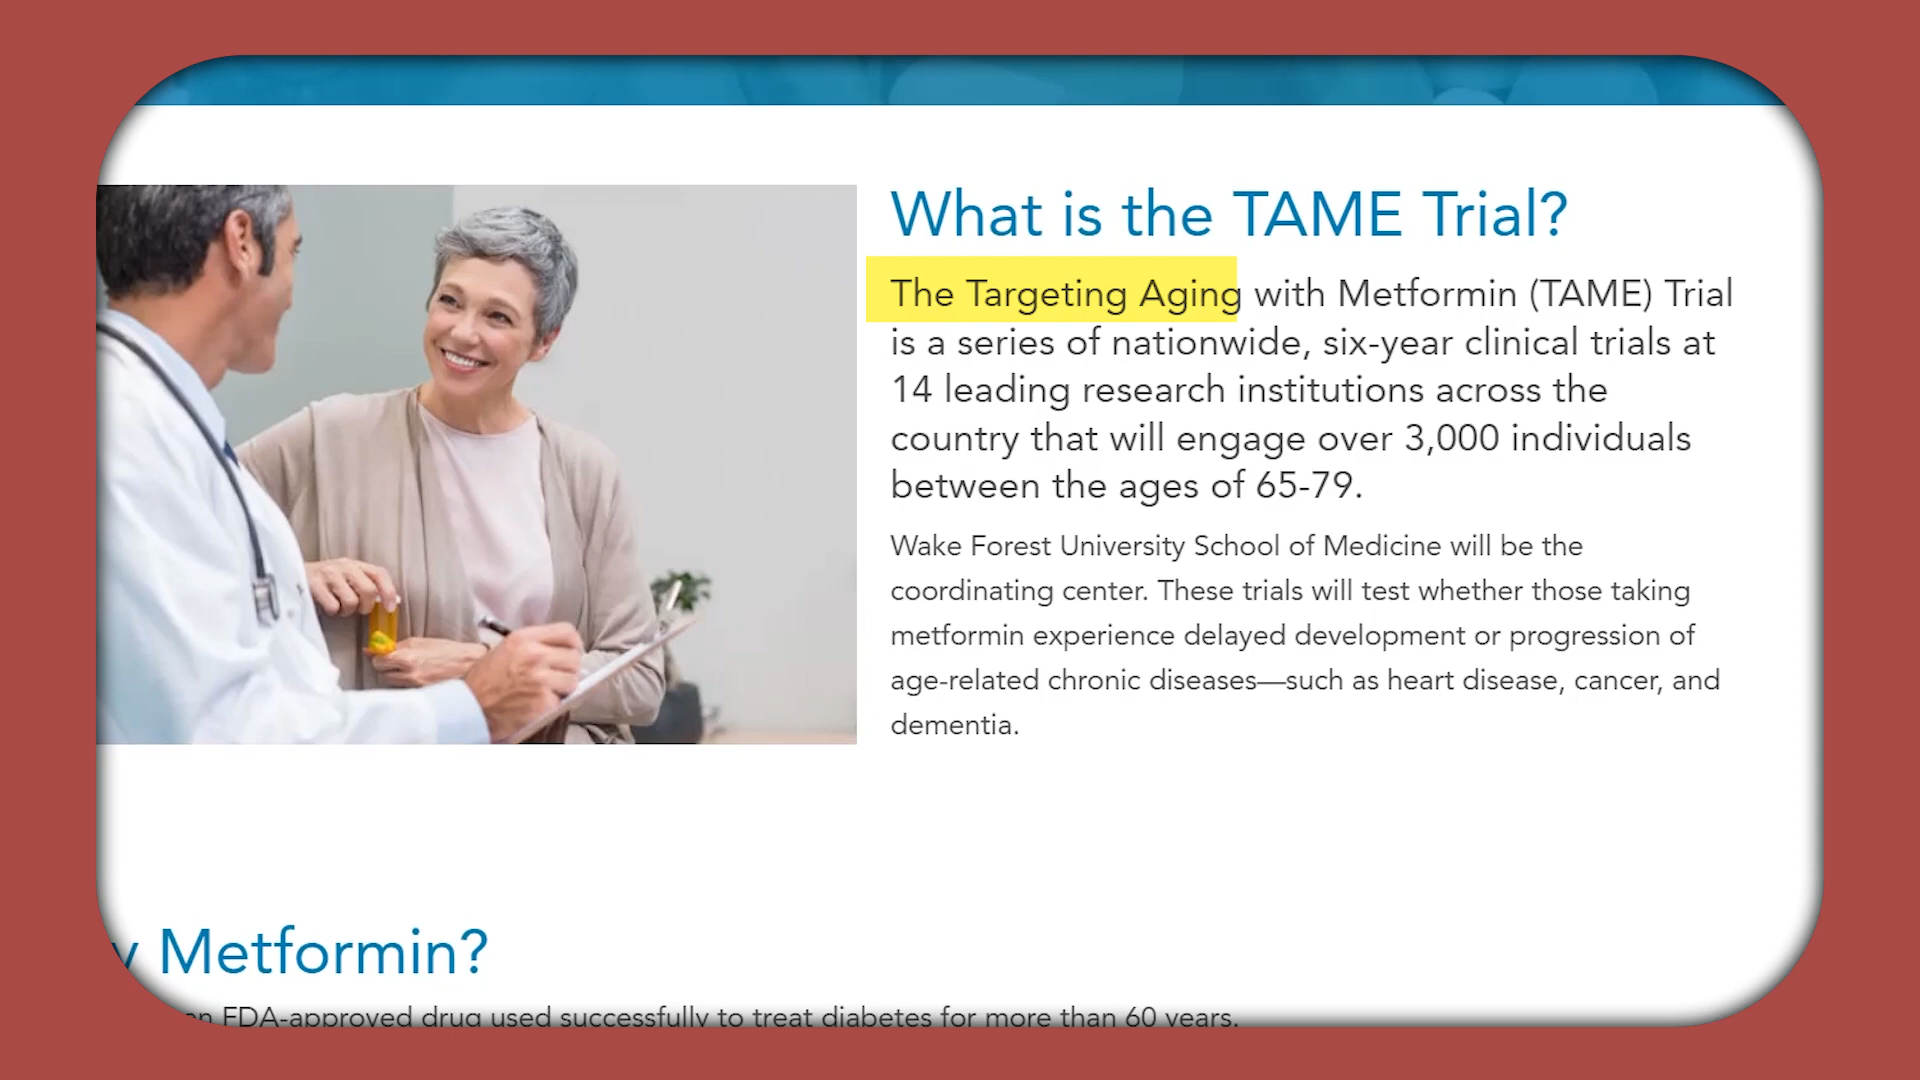 What is the TAME Trial?
The Targeting Aging with Metformin (TAME) Trial
is a series of nationwide, six-year clinical trials at
14 leading research institutions across the
country that will engage over 3,000 individuals
between the ages of 65-79.
Wake Forest University School of Medicine will be the
coordinating center. These trials will test whether those taking
metformin experience delayed development or progression of
age-related chronic diseases—such as heart disease, cancer, and
dementia.
y Metformin?
an FDA-approved drug used successfully to treat diabetes for more than 60 years.